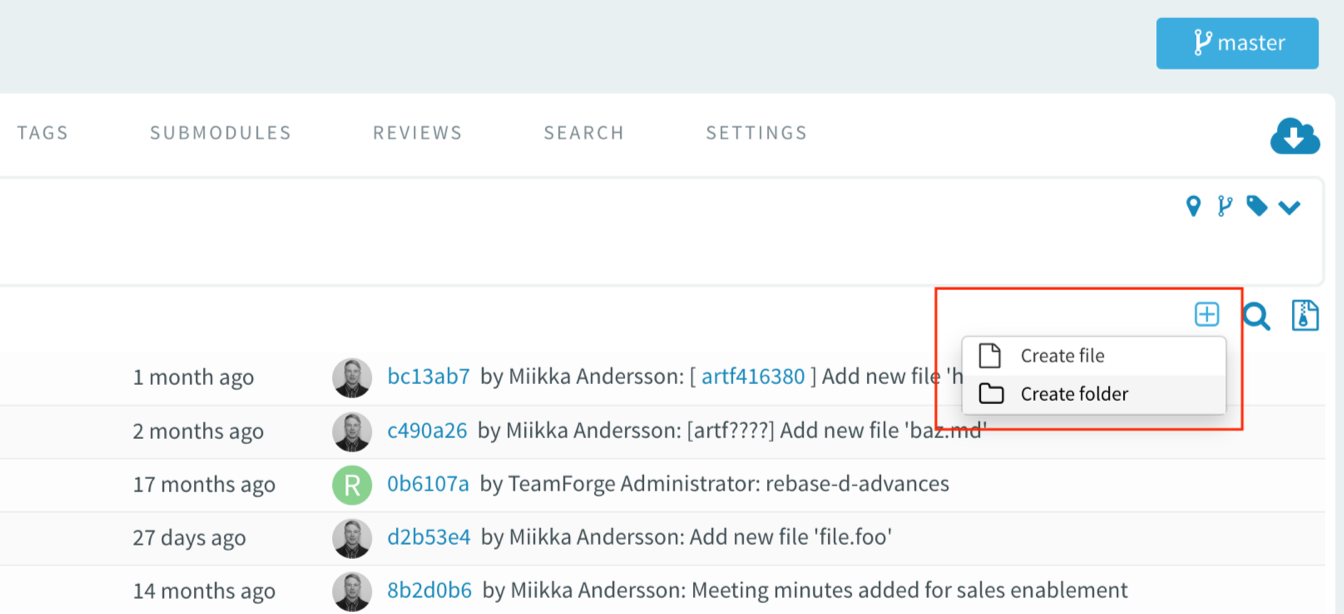 master
TAGS SUBMODULES REVIEWS SEARCH SETTINGS
Create file
1 month ago bc13ab7 by Miikka Andersson: [ artf416380 ] Add new file 'h
Create folder
2 months ago c490a26 by Miikka Andersson: [artf????] Add new file 'baz.md'
17 months ago R 0b6107a by TeamForge Administrator: rebase-d-advances
27 days ago d2b53e4 by Miikka Andersson: Add new file 'file.foo'
14 months ago 8b2d0b6 by Miikka Andersson: Meeting minutes added for sales enablement